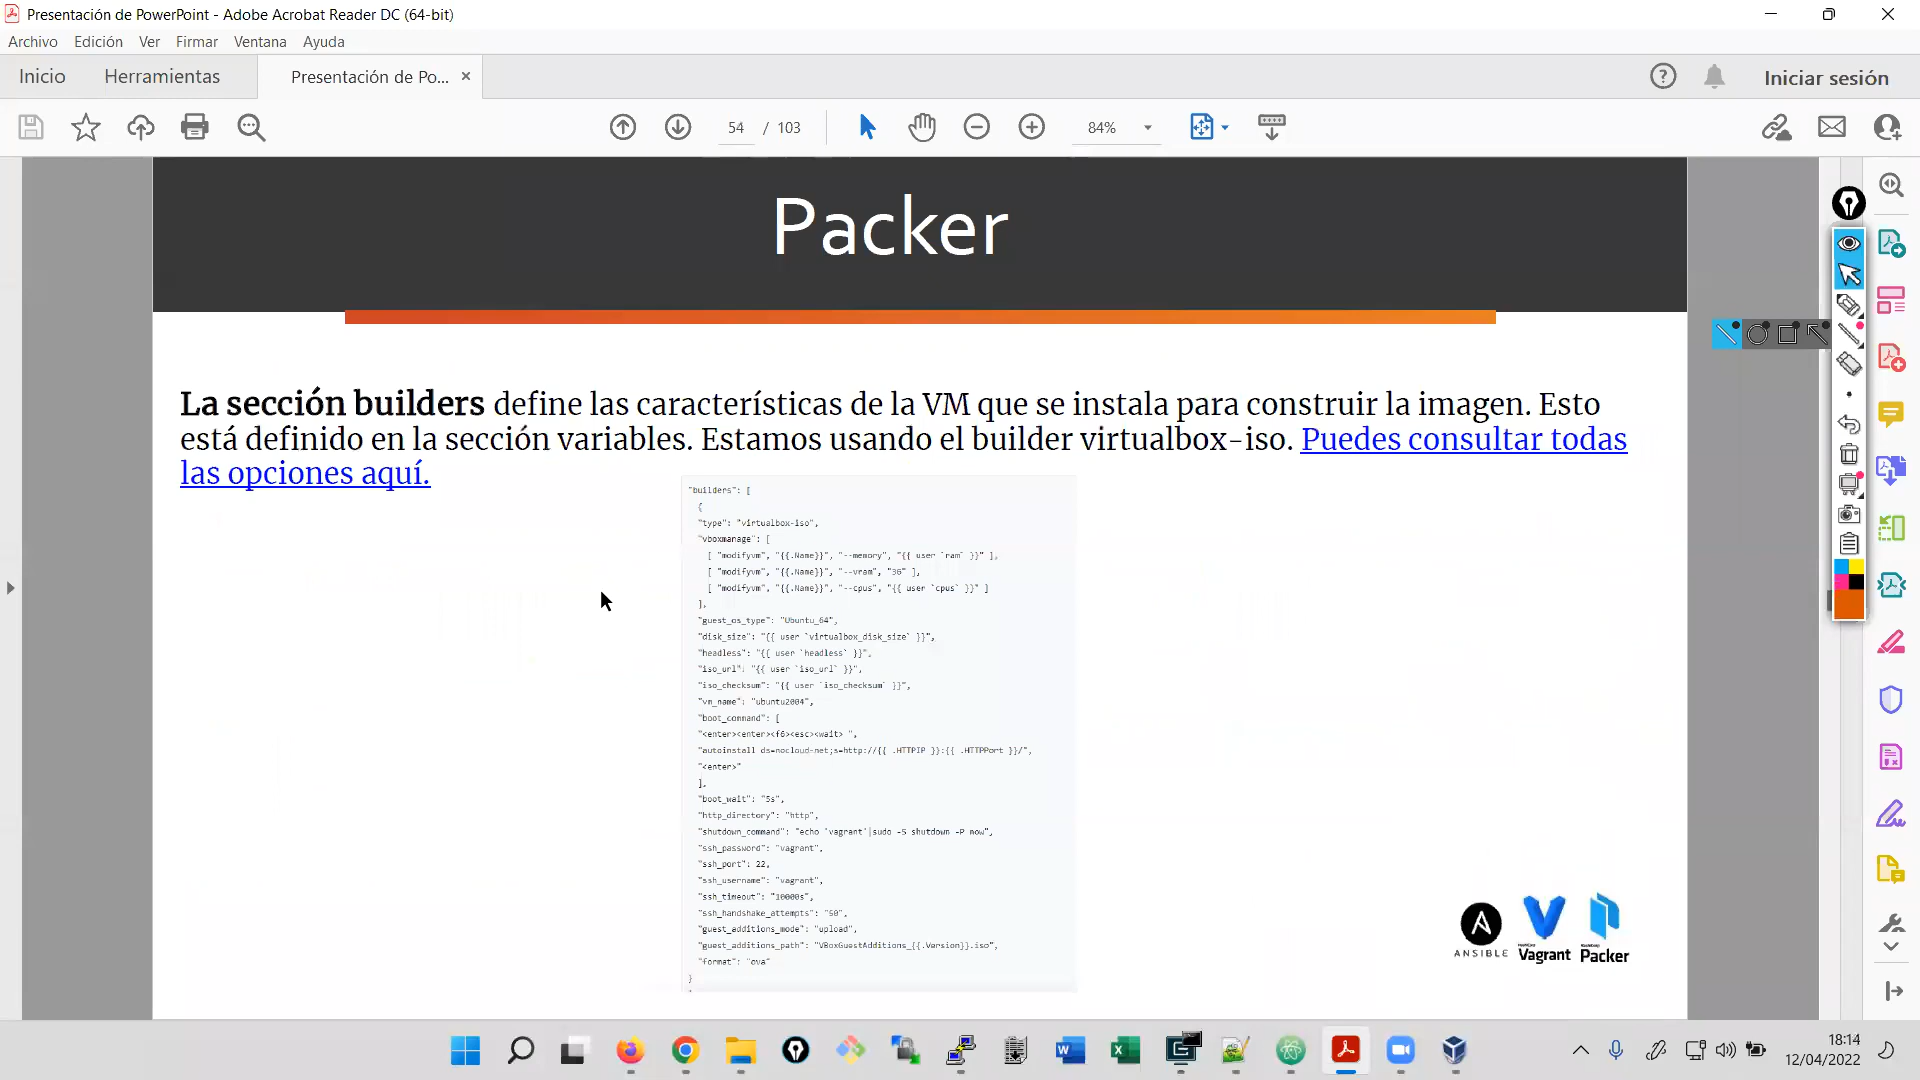 Presentación de PowerPoint - Adobe Acrobat Reader DC (64-bit)
Archivo Edición Ver Firmar Ventana Ayuda
Inicio Herramientas Presentación de Po... × Iniciar sesión
54 / 103 84%
Packer
La sección builders define las características de la VM que se instala para construir la imagen. Esto
está definido en la sección variables. Estamos usando el builder virtualbox-iso. Puedes consultar todas
las opciones aquí.
"builders": [
{
"type": "virtualbox-iso",
"vboxmanage": [
[ "modifyvm", "{{.Name}}", "--memory", "{{ user `ram` }}" ],
[ "modifyvm", "{{.Name}}", "--vram", "36" ],
[ "modifyvm", "{{.Name}}", "--cpus", "{{ user `cpus` }}" ]
],
"guest_os_type": "Ubuntu_64",
"disk_size": "{{ user `virtualbox_disk_size` }}",
"headless": "{{ user `headless` }}",
"iso_url": "{{ user `iso_url` }}",
"iso_checksum": "{{ user `iso_checksum` }}",
"vm_name": "ubuntu2004",
"boot_command": [
"<enter><enter><f6><esc><wait> ",
"autoinstall ds=nocloud-net;s=http://{{ .HTTPIP }}:{{ .HTTPPort }}/",
"<enter>"
],
"boot_wait": "5s",
"http_directory": "http",
"shutdown_command": "echo 'vagrant'|sudo -S shutdown -P now",
"ssh_password": "vagrant",
"ssh_port": 22,
"ssh_username": "vagrant",
"ssh_timeout": "10000s",
"ssh_handshake_attempts": "50",
"guest_additions_mode": "upload",
"guest_additions_path": "VBoxGuestAdditions_{{.Version}}.iso",
"format": "ova"
}
ANSIBLE Vagrant Packer
18:14
12/04/2022